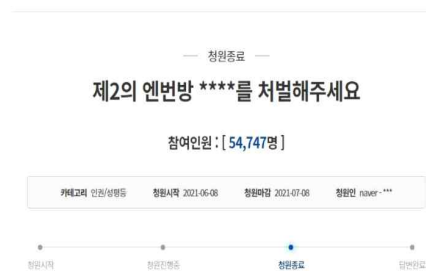 청원종료
제2의 엔번방 ****를 처벌해주세요
참여인원 : [ 54,747명 ]
카테고리 인권/성평등 청원시작 2021-06-08 청원마감 2021-07-08 청원인 naver - ***
청원시작 청원진행중 청원종료 답변완료